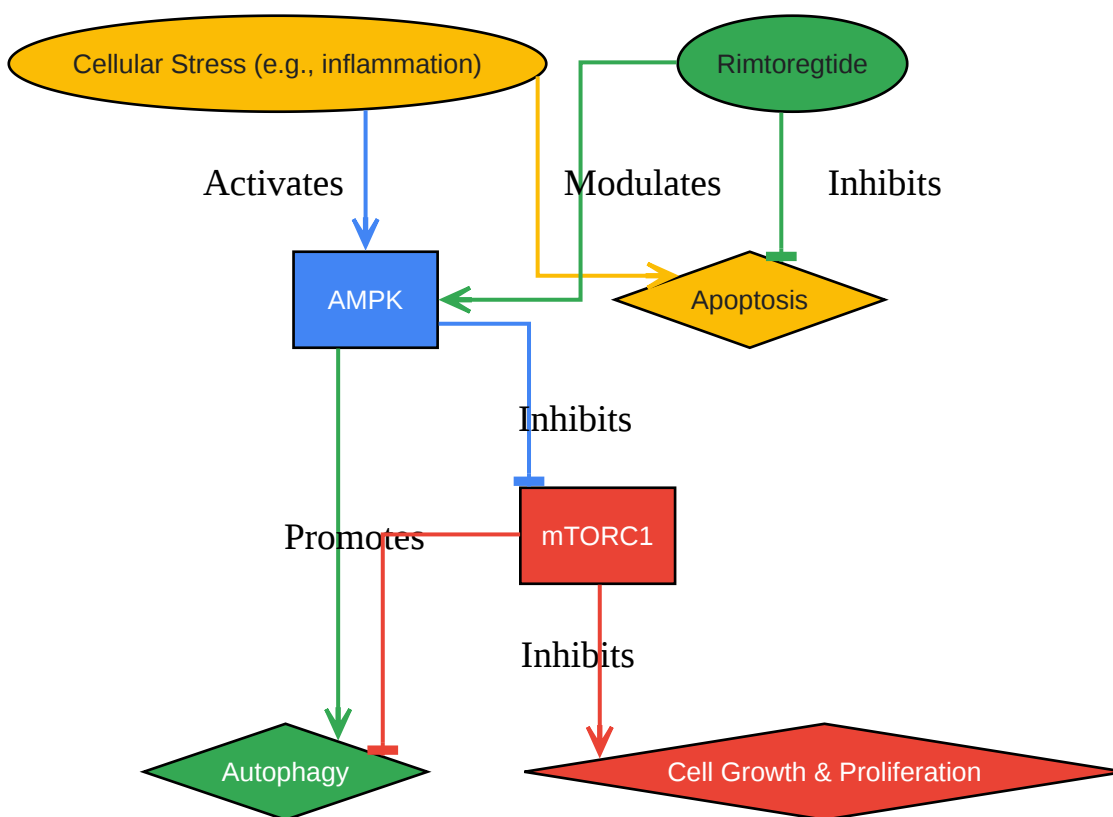 Cellular Stress (e.g., inflammation)
Rimtoregtide
Activates
Modulates
Inhibits
AMPK
Apoptosis
Inhibits
Promotes
mTORC1
Inhibits
Autophagy
Cell Growth & Proliferation